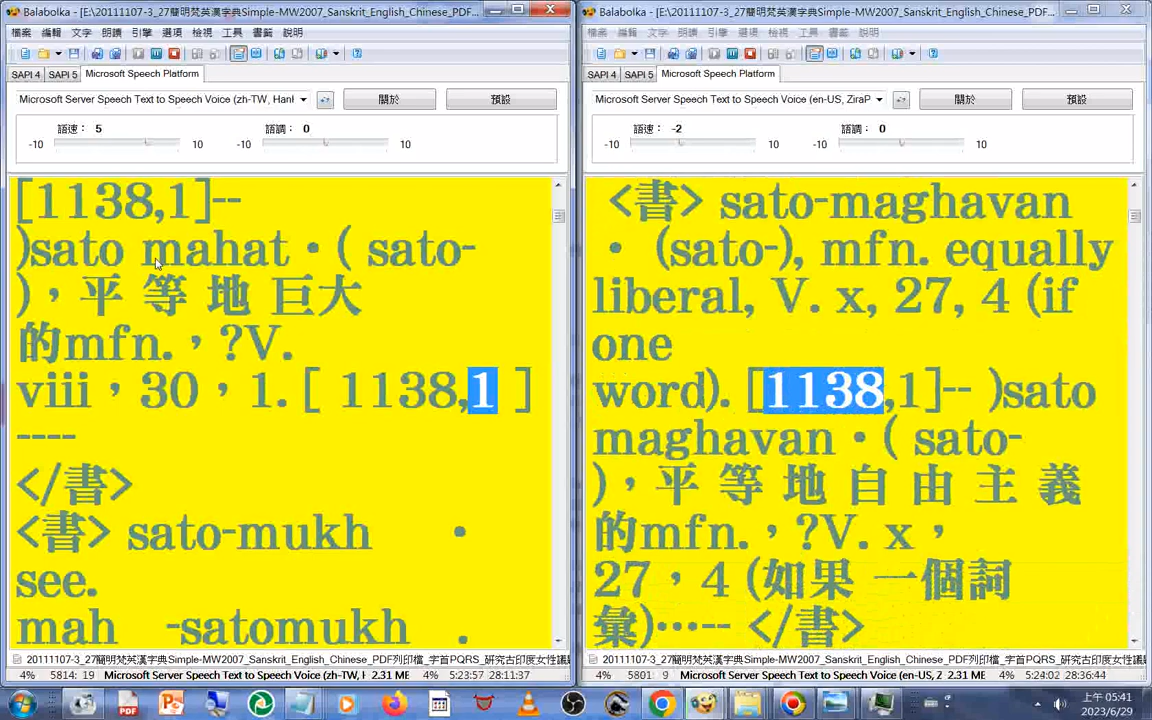 Balabolka - [E:\20111107-3_27簡明梵英漢字典Simple-MW2007_Sanskrit_English_Chinese_PDF...
檔案 編輯 文字 朗讀 引擎 選項 檢視 工具 書籤 說明
SAPI 4 SAPI 5 Microsoft Speech Platform
Microsoft Server Speech Text to Speech Voice (zh-TW, Hanl
關於 預設
語速： 5 語調： 0
-10 10 -10 10
[1138,1]--
)sato mahat・( sato-
)，平 等 地 巨大
的mfn.，?V.
viii，30，1. [ 1138,1 ]
----
</書>
<書> sato-mukh ・
see.
mah -satomukh .
20111107-3_27簡明梵英漢字典Simple-MW2007_Sanskrit_English_Chinese_PDF列印檔_字首PQRS_研究古印度女性議
4% 5814: 19 Microsoft Server Speech Text to Speech Voice (zh-TW, H 2.31 ME 4% 5:23:57 28:11:37
Balabolka - [E:\20111107-3_27簡明梵英漢字典Simple-MW2007_Sanskrit_English_Chinese_PDF...
檔案 編輯 文字 朗讀 引擎 選項 檢視 工具 書籤 說明
SAPI 4 SAPI 5 Microsoft Speech Platform
Microsoft Server Speech Text to Speech Voice (en-US, ZiraP
關於 預設
語速： -2 語調： 0
-10 10 -10 10
<書> sato-maghavan
・ (sato-), mfn. equally
liberal, V. x, 27, 4 (if
one
word). [1138,1]-- )sato
maghavan・( sato-
)，平 等 地 自 由 主 義
的mfn.，?V. x，
27，4 (如果 一個詞
彙)…-- </書>
20111107-3_27簡明梵英漢字典Simple-MW2007_Sanskrit_English_Chinese_PDF列印檔_字首PQRS_研究古印度女性議
4% 5801: 9 Microsoft Server Speech Text to Speech Voice (en-US, Z 2.31 ME 4% 5:24:02 28:36:44
PDF
上午 05:41
2023/6/29